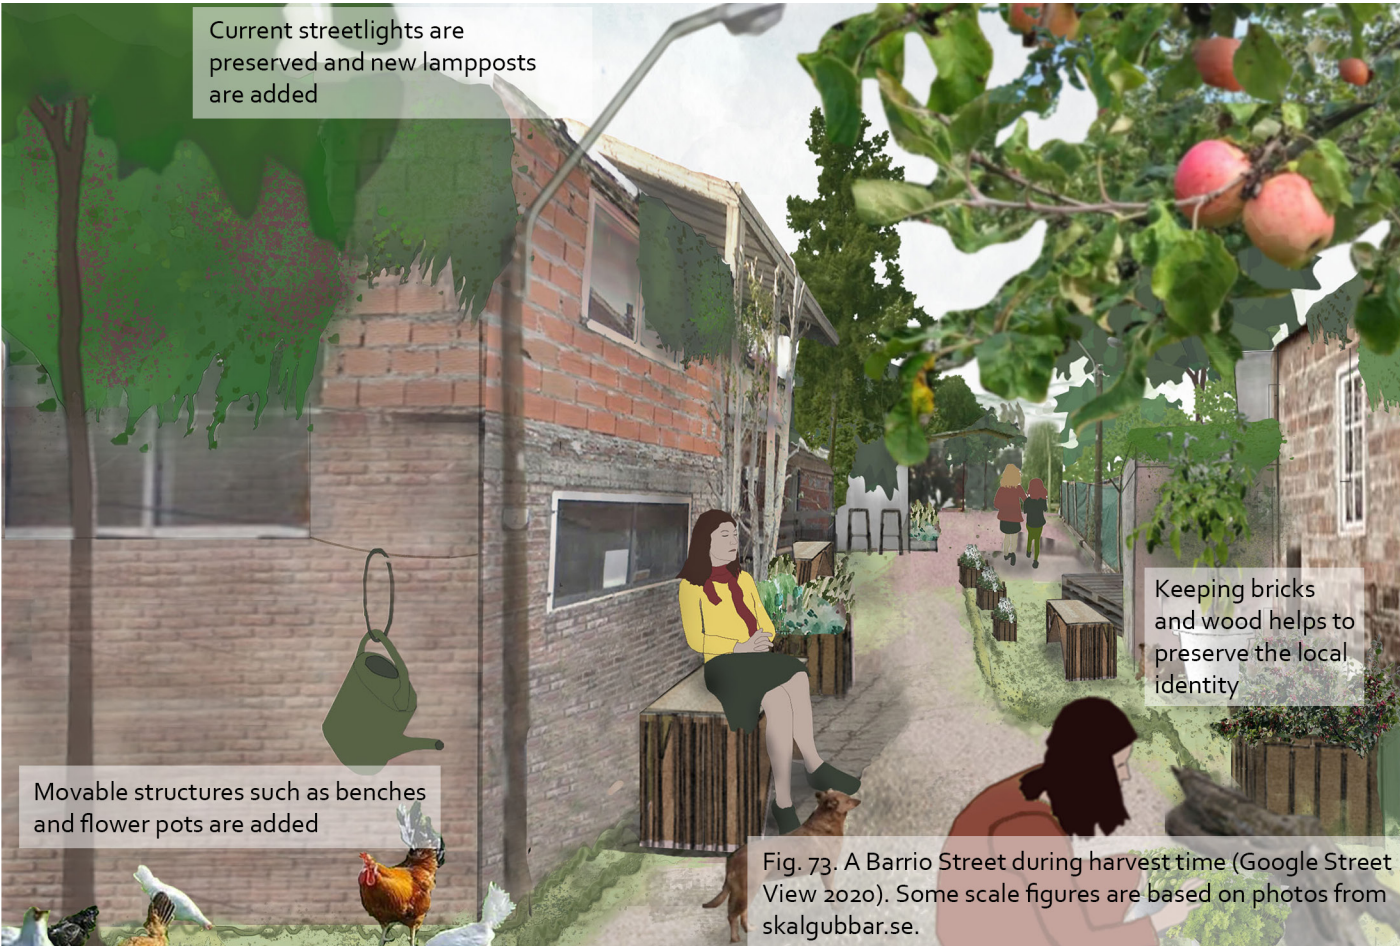 Current streetlights are
preserved and new lampposts
are added
Keeping bricks
and wood helps to
preserve the local
identity
Movable structures such as benches
and flower pots are added
Fig. 73. A Barrio Street during harvest time (Google Street
View 2020). Some scale figures are based on photos from
skalgubbar.se.